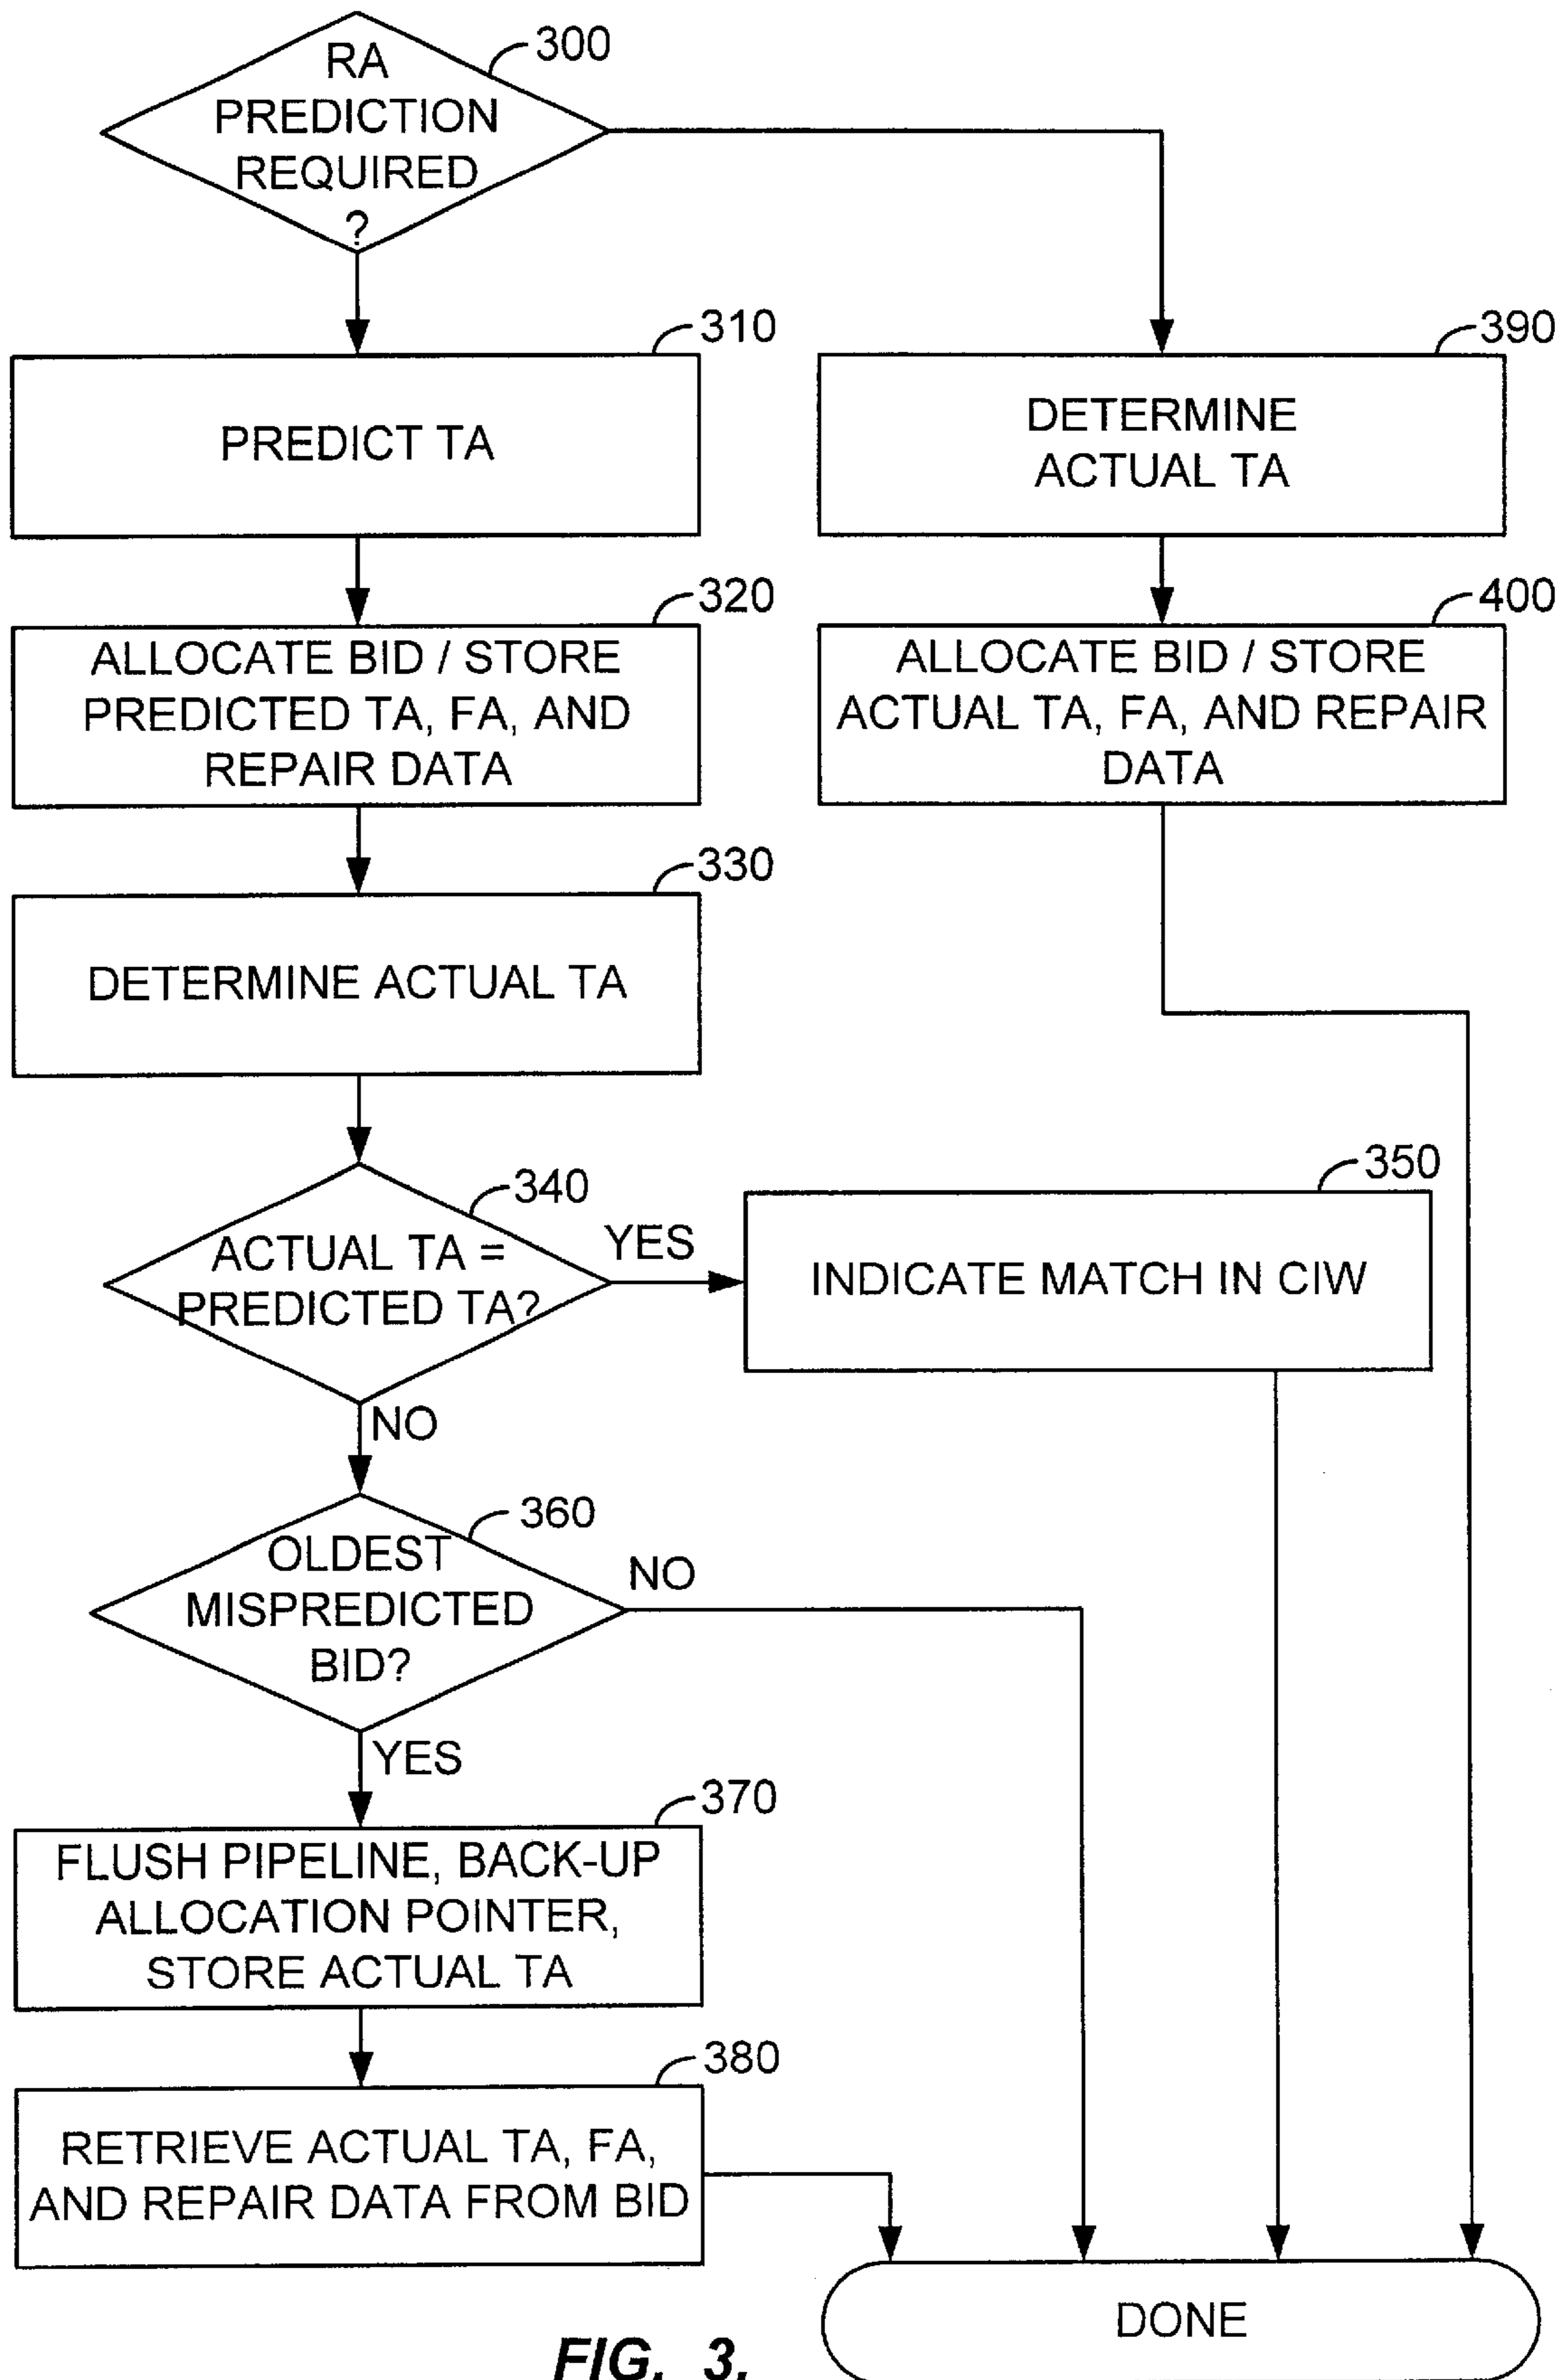 RA
PREDICTION
REQUIRED
?
300
310
PREDICT TA
390
DETERMINE
ACTUAL TA
320
ALLOCATE BID / STORE
PREDICTED TA, FA, AND
REPAIR DATA
400
ALLOCATE BID / STORE
ACTUAL TA, FA, AND REPAIR
DATA
330
DETERMINE ACTUAL TA
340
ACTUAL TA =
PREDICTED TA?
YES
350
INDICATE MATCH IN CIW
NO
360
OLDEST
MISPREDICTED
BID?
NO
YES
370
FLUSH PIPELINE, BACK-UP
ALLOCATION POINTER,
STORE ACTUAL TA
380
RETRIEVE ACTUAL TA, FA,
AND REPAIR DATA FROM BID
DONE
FIG. 3.